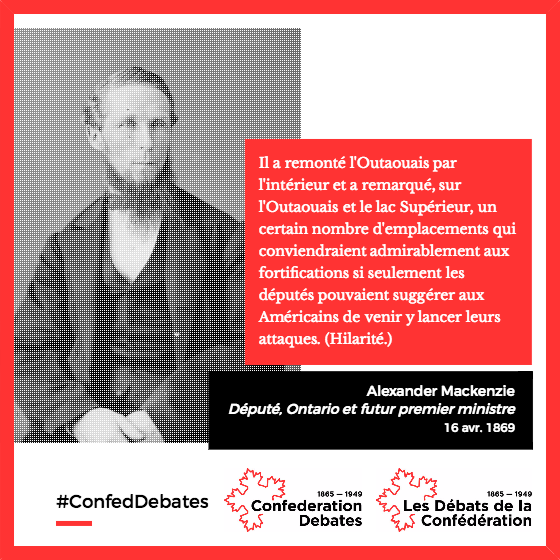 Il a remonté l'Outaouais par
l'intérieur et a remarqué, sur
l'Outaouais et le lac Supérieur, un
certain nombre d'emplacements qui
conviendraient admirablement aux
fortifications si seulement les
députés pouvaient suggérer aux
Américains de venir y lancer leurs
attaques. (Hilarité.)
Alexander Mackenzie
Député, Ontario et futur premier ministre
16 avr. 1869
#ConfedDebates
1865 — 1949
Confederation
Debates
1865 — 1949
Les Débats de la
Confédération